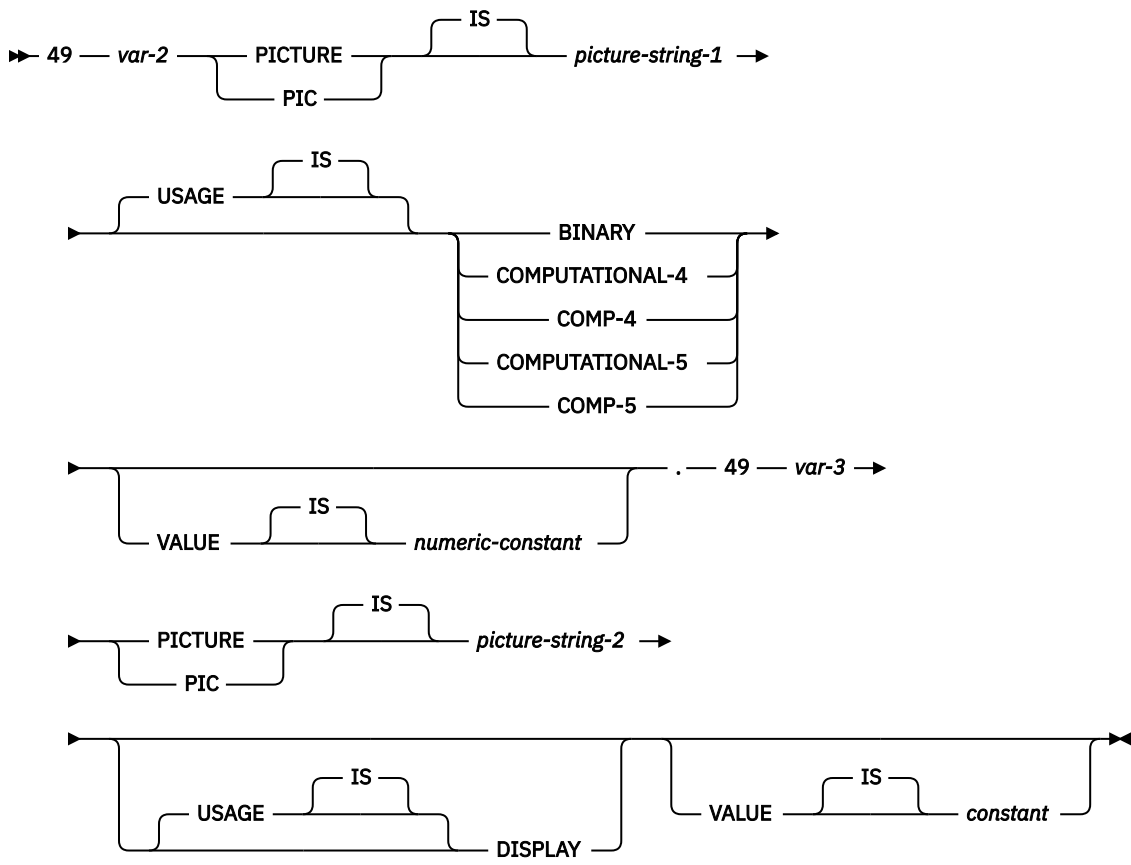 IS
49 var-2 PICTURE picture-string-1
PIC
IS
USAGE
BINARY
COMPUTATIONAL-4
COMP-4
COMPUTATIONAL-5
COMP-5
. 49 var-3
IS
VALUE numeric-constant
IS
PICTURE picture-string-2
PIC
IS IS
USAGE VALUE constant
DISPLAY